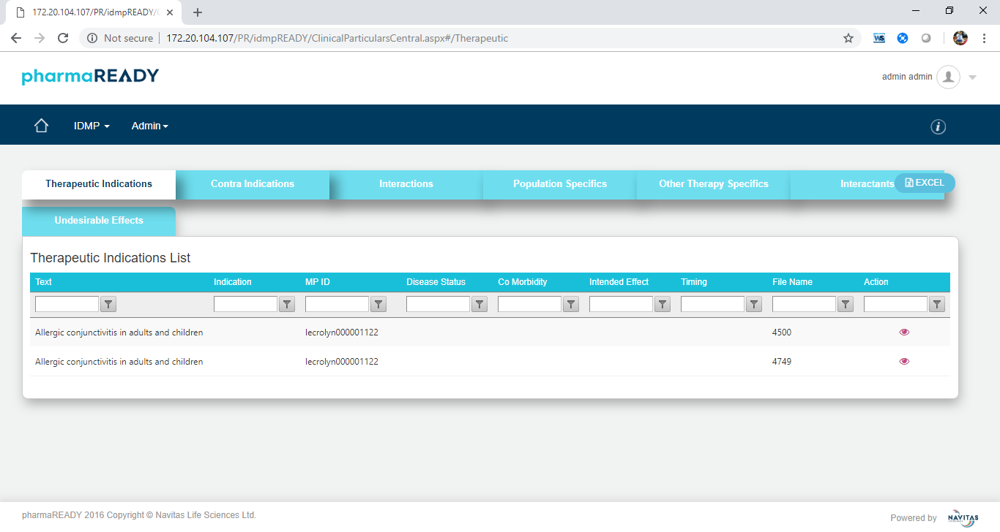 172.20.104.107/PR/idmpREADY/C
Not secure 172.20.104.107/PR/idmpREADY/ClinicalParticularsCentral.aspx#/Therapeutic
pharmaREADY
admin admin
IDMP Admin
Therapeutic Indications Contra Indications Interactions Population Specifics Other Therapy Specifics Interactants EXCEL
Undesirable Effects
Therapeutic Indications List
Text Indication MP ID Disease Status Co Morbidity Intended Effect Timing File Name Action
Allergic conjunctivitis in adults and children lecrolyn000001122 4500
Allergic conjunctivitis in adults and children lecrolyn000001122 4749
pharmaREADY 2016 Copyright © Navitas Life Sciences Ltd.
Powered by NAVITAS